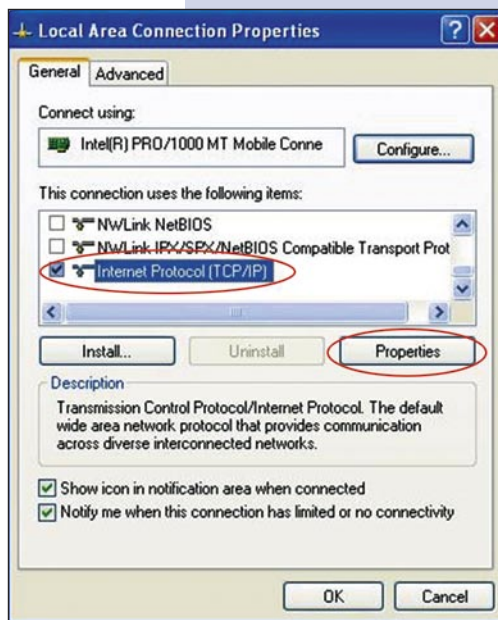 Local Area Connection Properties
General
Advanced
Connect using:
Intel(R) PRO/1000 MT Mobile Conne
Configure...
This connection uses the following items:
NWLink NetBIOS
NWLink IPX/SPX/NetBIOS Compatible Transport Prot
Internet Protocol (TCP/IP)
Install...
Uninstall
Properties
Description
Transmission Control Protocol/Internet Protocol. The default
wide area network protocol that provides communication
across diverse interconnected networks.
Show icon in notification area when connected
Notify me when this connection has limited or no connectivity
OK
Cancel